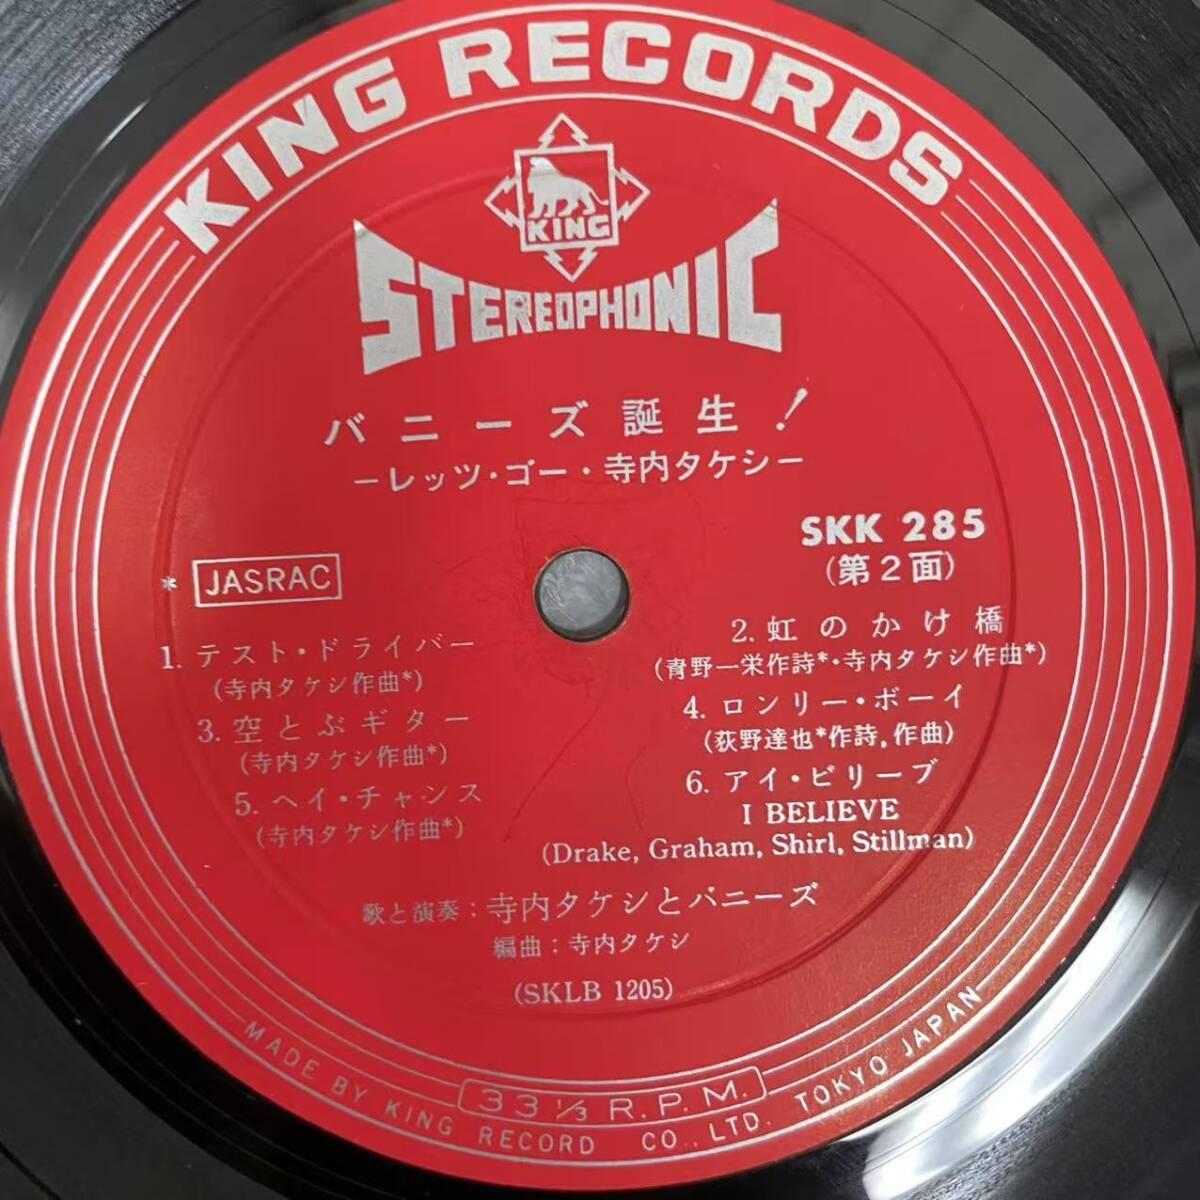 KING RECORDS
KING
STEREOPHONIC
バニーズ誕生！
ーレッツ・ゴー・寺内タケシー
SKK 285
(第2面)
* JASRAC
1. テスト・ドライバー
(寺内タケシ作曲*)
2. 虹のかけ橋
(青野一栄作詩*・寺内タケシ作曲*)
3. 空とぶギター
(寺内タケシ作曲*)
4. ロンリー・ボーイ
(荻野達也*作詩,作曲)
5. ヘイ・チャンス
(寺内タケシ作曲*)
6. アイ・ビリーブ
I BELIEVE
(Drake, Graham, Shirl, Stillman)
歌と演奏：寺内タケシとバニーズ
編曲：寺内タケシ
(SKLB 1205)
33 1/3 R.P.M.
MADE BY KING RECORD CO., LTD. TOKYO JAPAN